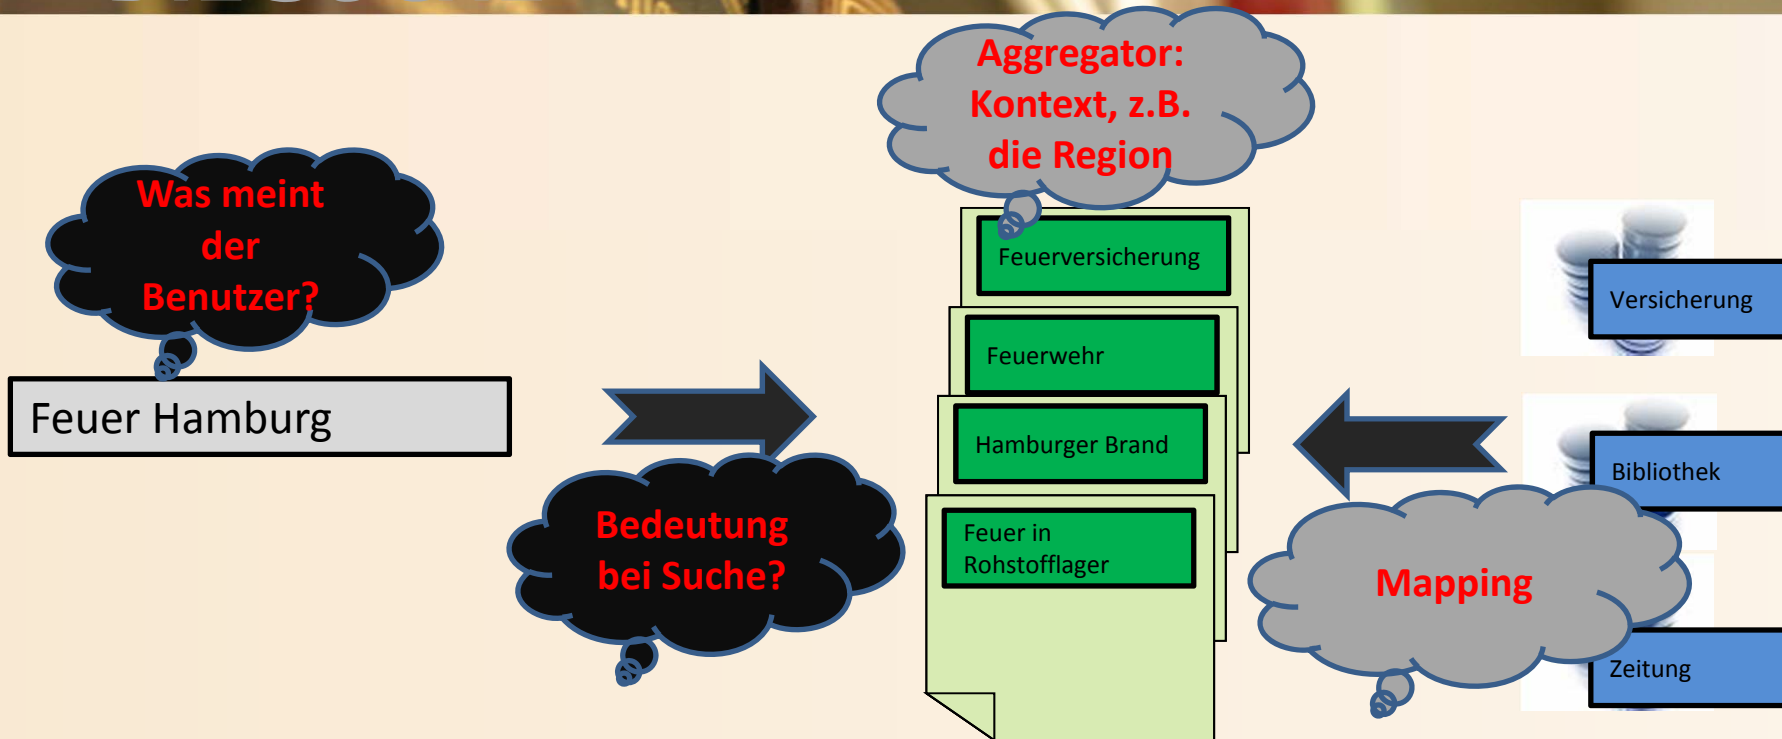 Aggregator:
Kontext, z.B.
die Region
Was meint
der
Benutzer?
Feuer Hamburg
Bedeutung
bei Suche?
Feuerversicherung
Feuerwehr
Hamburger Brand
Feuer in
Rohstofflager
Mapping
Versicherung
Bibliothek
Zeitung